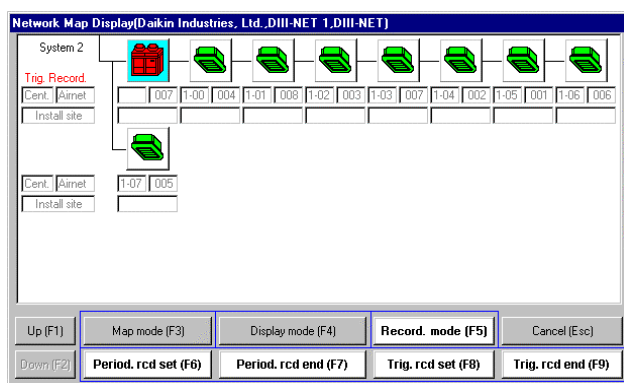 Network Map Display(Daikin Industries, Ltd.,DIII-NET 1,DIII-NET)
System 2
Trig. Record.
Cent. Airnet 007 1-00 004 1-01 008 1-02 003 1-03 007 1-04 002 1-05 001 1-06 006
Install site
Cent. Airnet 1-07 005
Install site
Up (F1) Map mode (F3) Display mode (F4) Record. mode (F5) Cancel (Esc)
Down (F2) Period. rcd set (F6) Period. rcd end (F7) Trig. rcd set (F8) Trig. rcd end (F9)